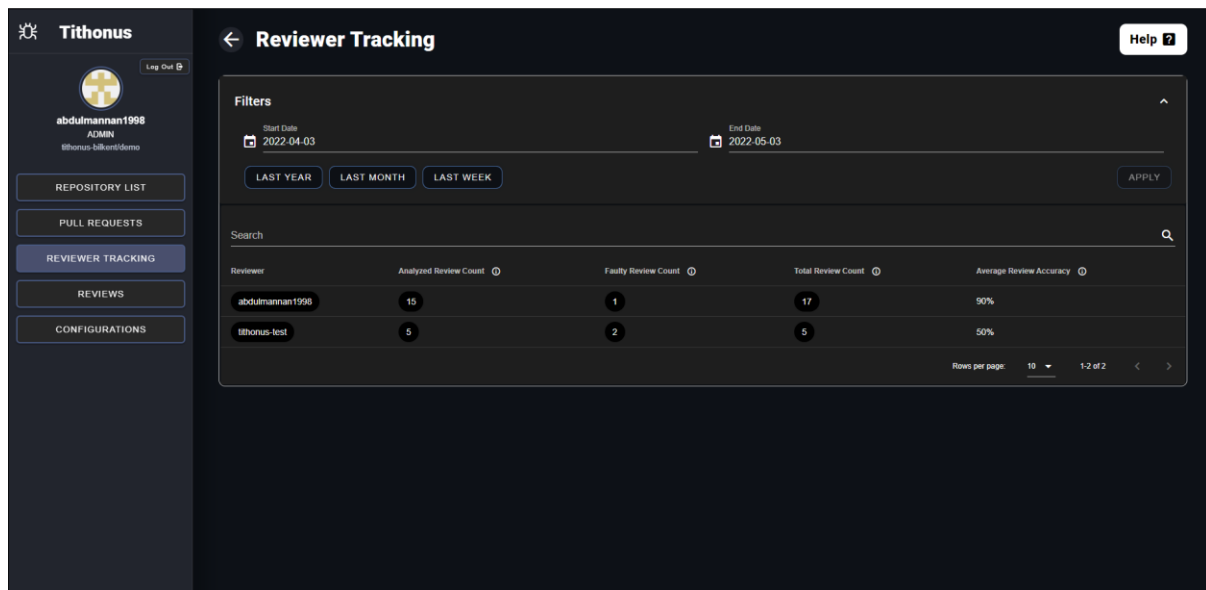 Tithonus
Log Out
abdulmannan1998
ADMIN
tithonus-bilkent/demo
REPOSITORY LIST
PULL REQUESTS
REVIEWER TRACKING
REVIEWS
CONFIGURATIONS
Reviewer Tracking
Help ?
Filters
Start Date
2022-04-03
End Date
2022-05-03
LAST YEAR LAST MONTH LAST WEEK APPLY
Search
Reviewer Analyzed Review Count Faulty Review Count Total Review Count Average Review Accuracy
abdulmannan1998 15 1 17 90%
tithonus-test 5 2 5 50%
Rows per page: 10 1-2 of 2